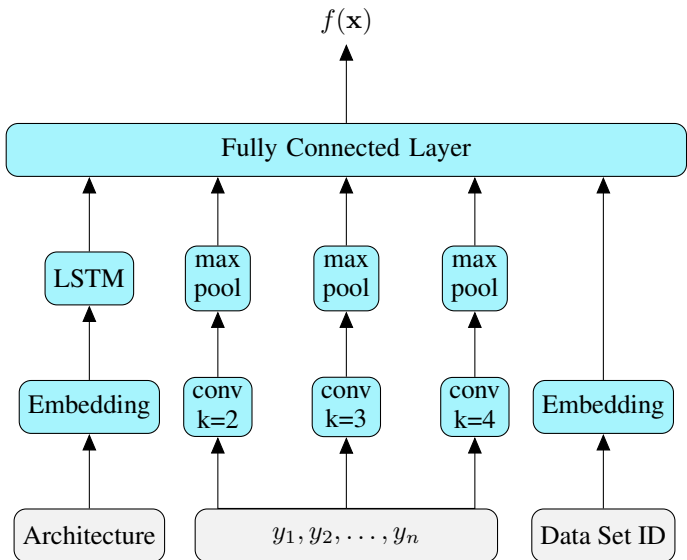 f(x)
Fully Connected Layer
LSTM
max
pool
max
pool
max
pool
Embedding
conv
k=2
conv
k=3
conv
k=4
Embedding
Architecture
y₁, y₂, . . . , yₙ
Data Set ID